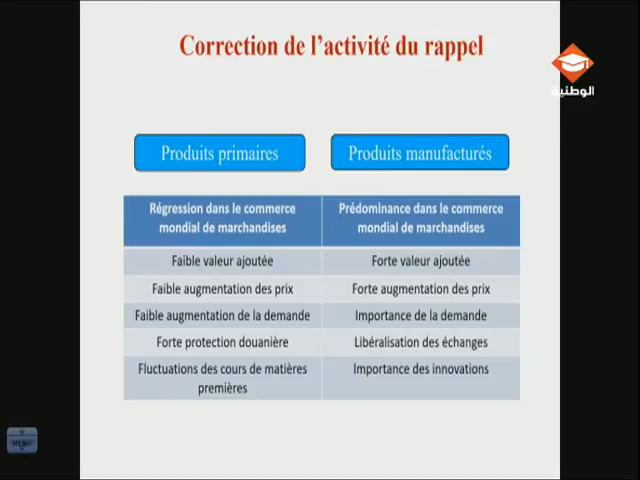 Correction de l'activité du rappel
الوطنية
Produits primaires
Produits manufacturés
Régression dans le commerce
mondial de marchandises
Prédominance dans le commerce
mondial de marchandises
Faible valeur ajoutée
Forte valeur ajoutée
Faible augmentation des prix
Forte augmentation des prix
Faible augmentation de la demande
Importance de la demande
Forte protection douanière
Libéralisation des échanges
Fluctuations des cours de matières
premières
Importance des innovations
MENU